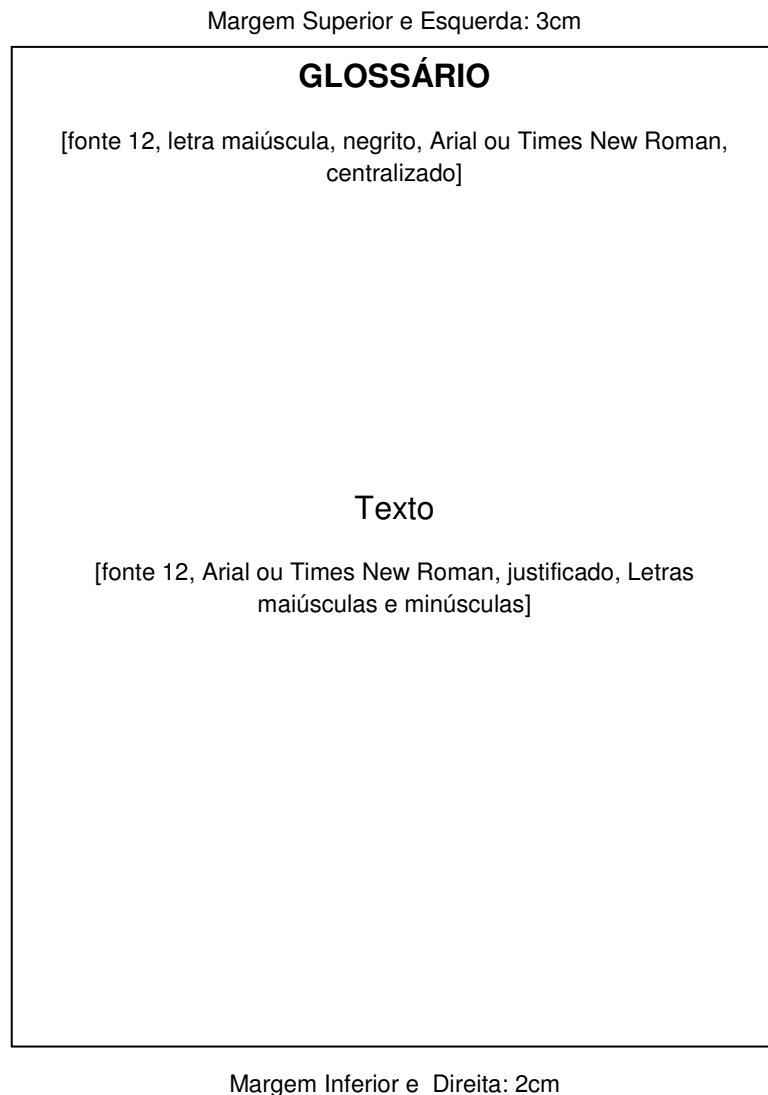 Margem Superior e Esquerda: 3cm
GLOSSÁRIO
[fonte 12, letra maiúscula, negrito, Arial ou Times New Roman,
centralizado]
Texto
[fonte 12, Arial ou Times New Roman, justificado, Letras
maiúsculas e minúsculas]
Margem Inferior e  Direita: 2cm